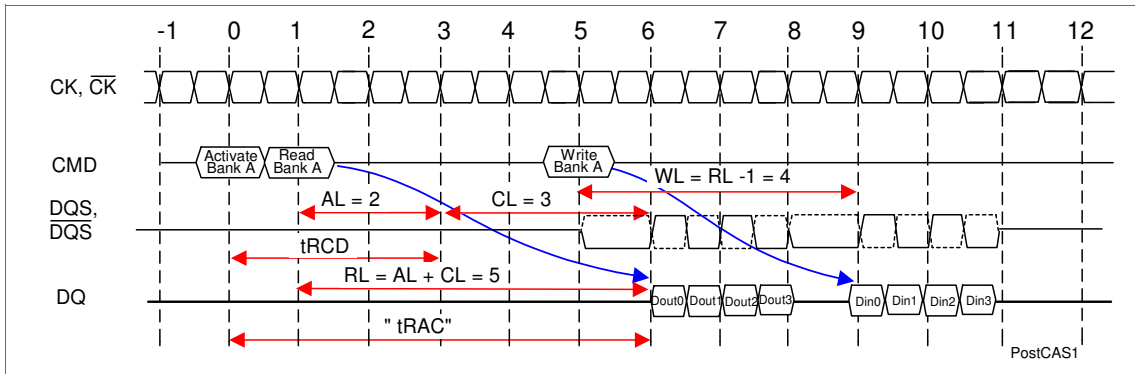 -1 0 1 2 3 4 5 6 7 8 9 10 11 12
CK, CK
CMD
Activate
Bank A
Read
Bank A
Write
Bank A
WL = RL -1 = 4
AL = 2
CL = 3
DQS,
DQS
tRCD
RL = AL + CL = 5
DQ
Dout0 Dout1 Dout2 Dout3
Din0 Din1 Din2 Din3
" tRAC"
PostCAS1